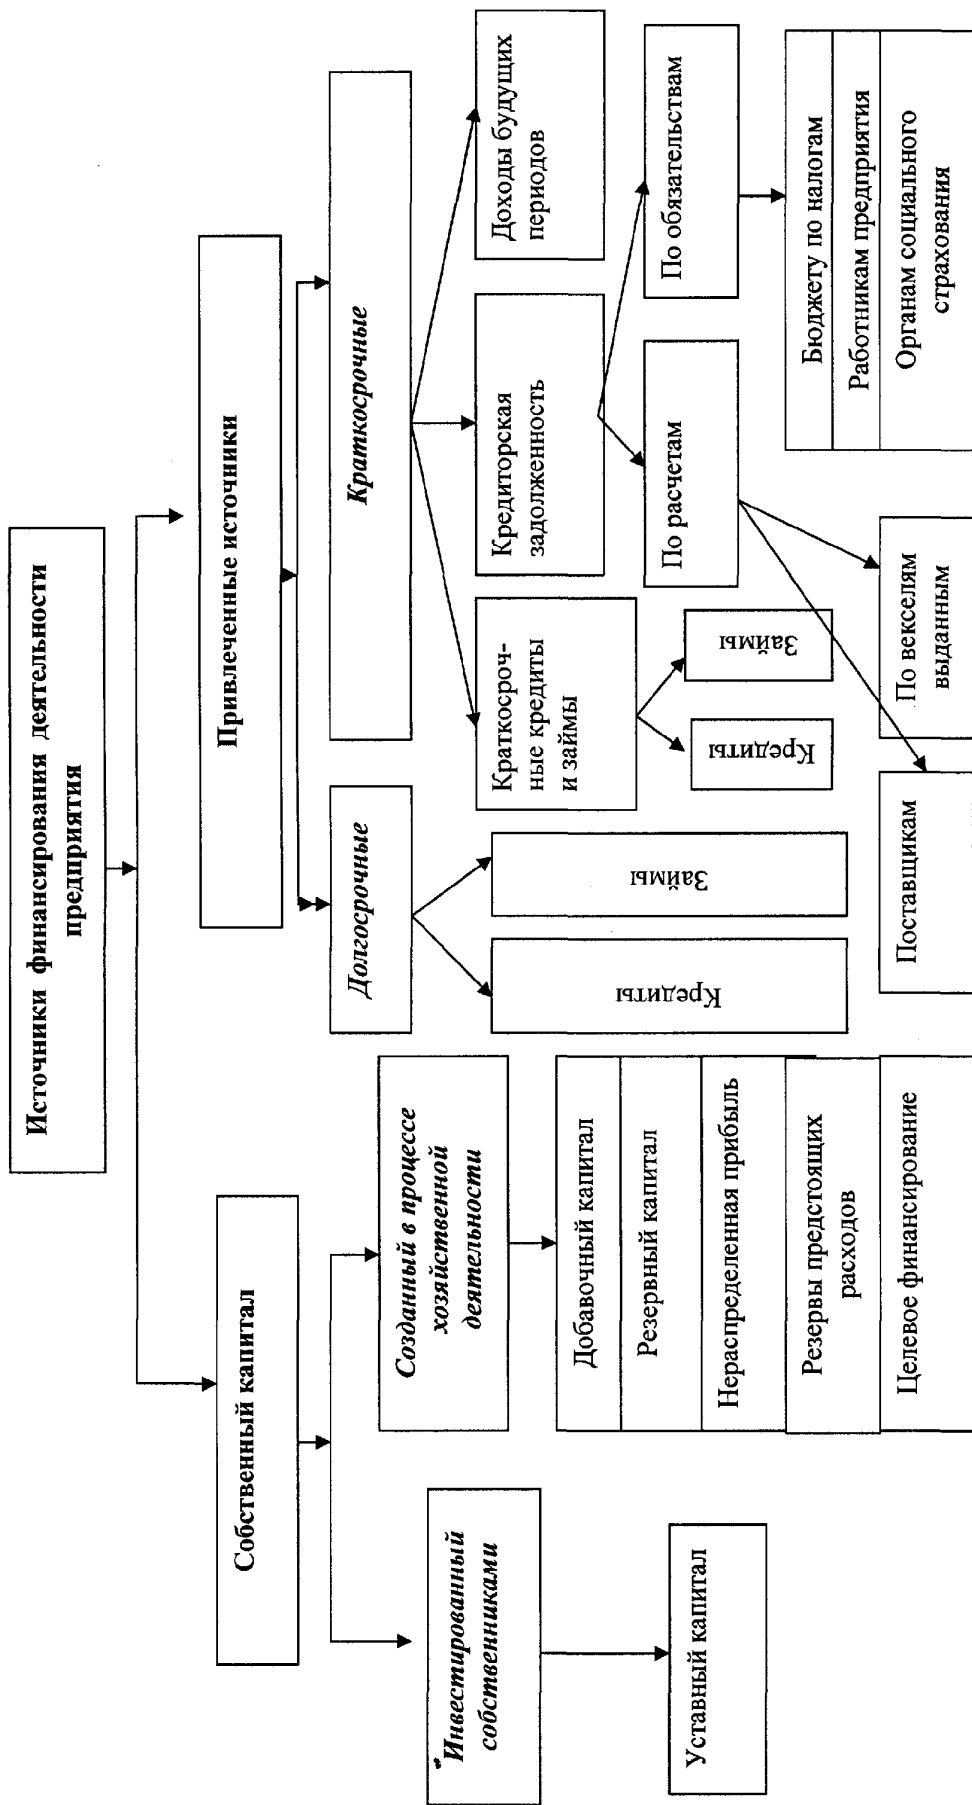 Источники финансирования деятельности
предприятия
Собственный капитал
Привлеченные источники
Инвестированный
собственниками
Созданный в процессе
хозяйственной
деятельности
Долгосрочные
Краткосрочные
Уставный капитал
Добавочный капитал
Резервный капитал
Нераспределенная прибыль
Резервы предстоящих
расходов
Целевое финансирование
Кредиты
Займы
Краткосроч-
ные кредиты
и займы
Кредиторская
задолженность
Доходы будущих
периодов
Кредиты
Займы
По расчетам
По обязательствам
Поставщикам
По векселям
выданным
Бюджету по налогам
Работникам предприятия
Органам социального
страхования